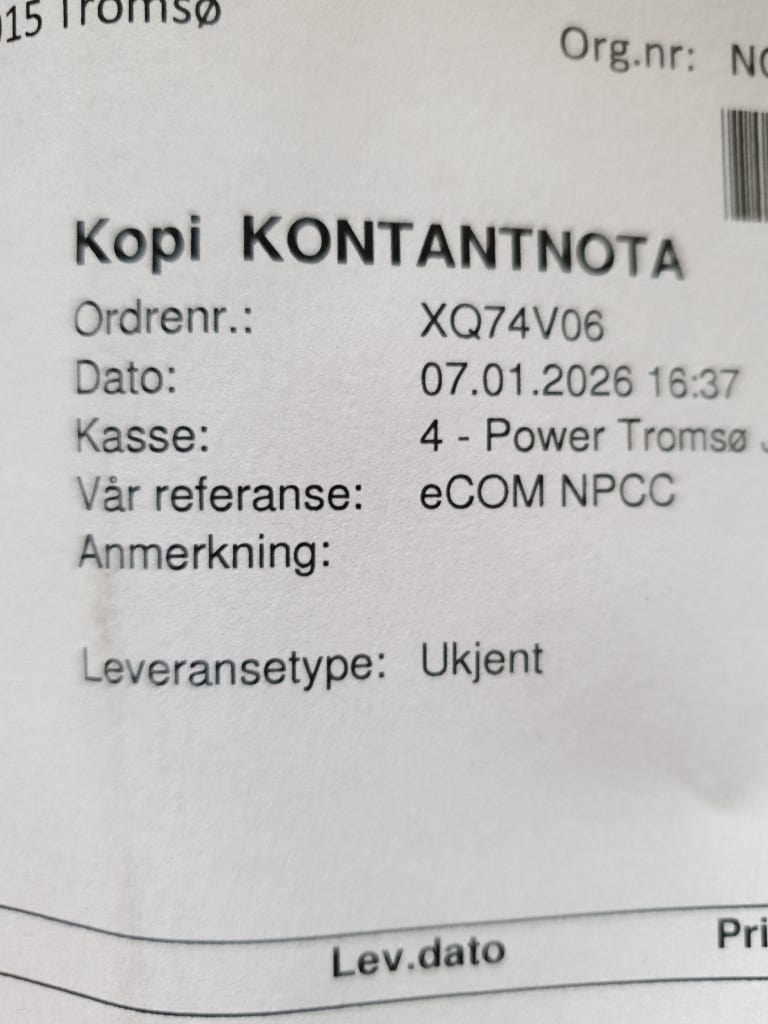 015 Tromsø
Org.nr:
Kopi KONTANTNOTA
Ordrenr.: XQ74V06
Dato: 07.01.2026 16:37
Kasse: 4 - Power Tromsø
Vår referanse: eCOM NPCC
Anmerkning:
Leveransetype: Ukjent
Lev.dato